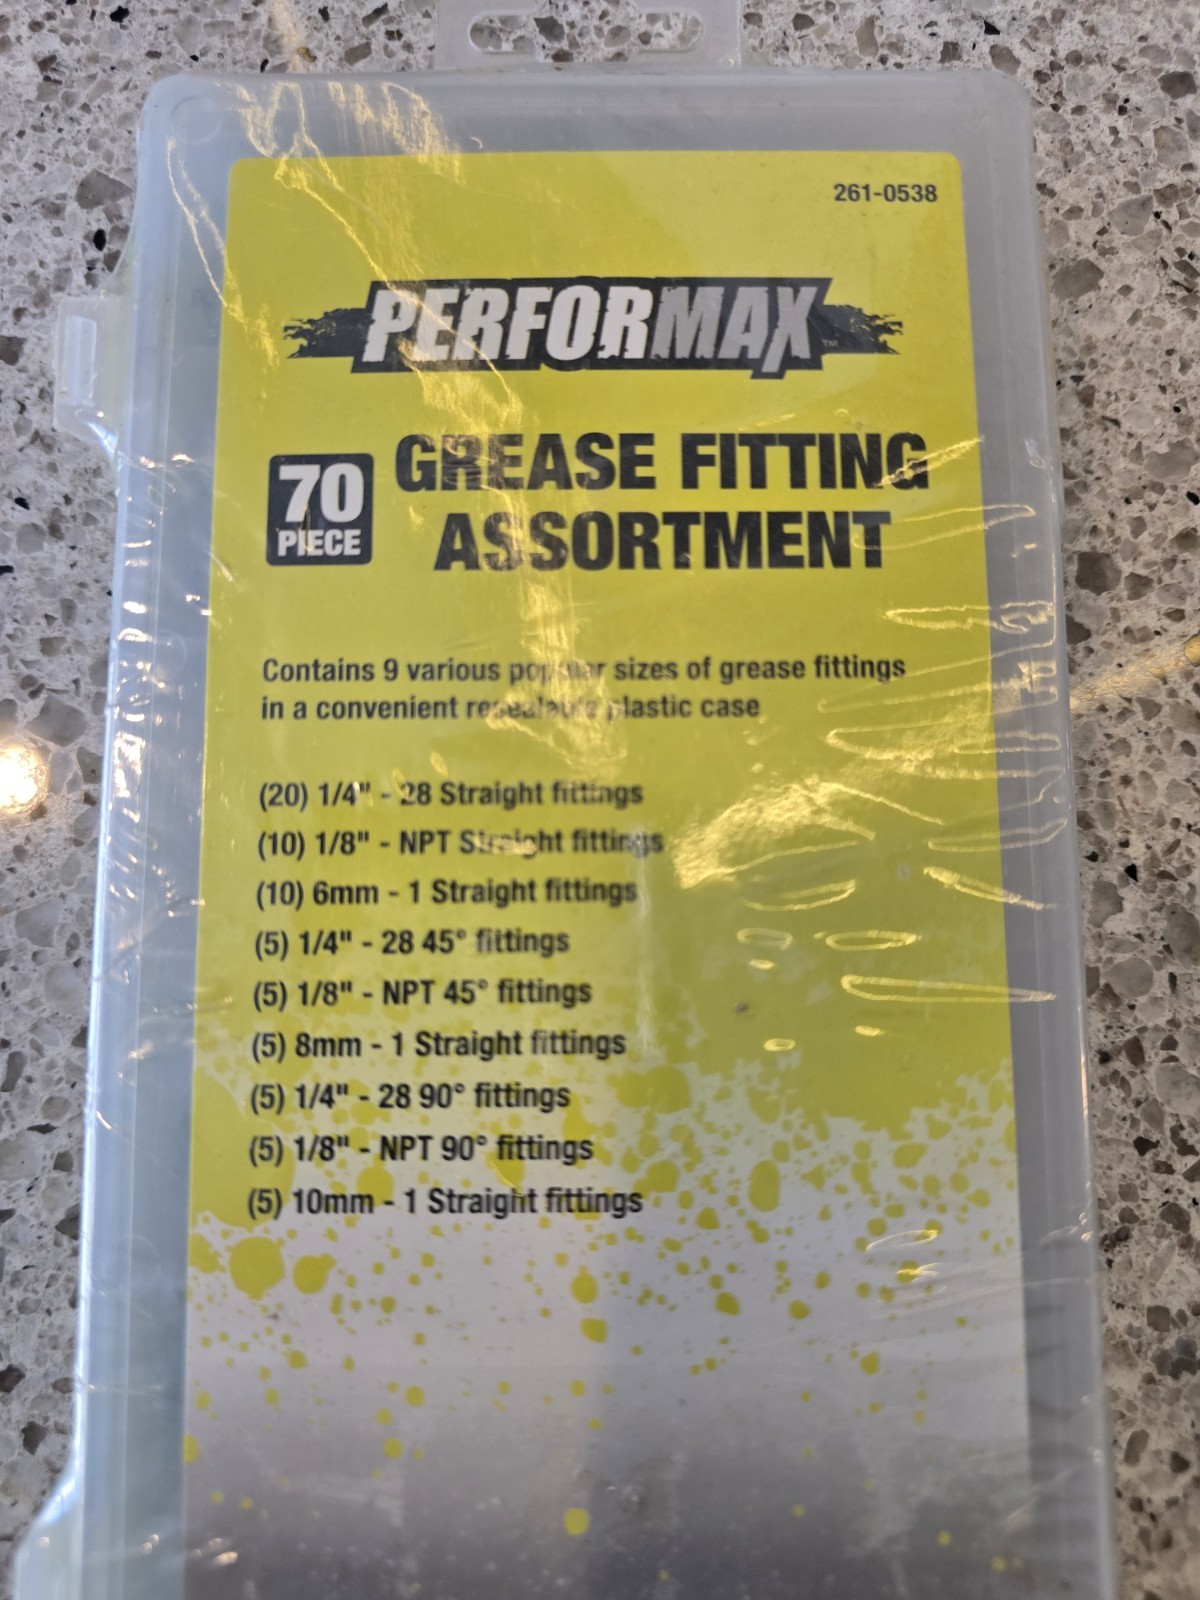 261-0538
PERFORMAX™
70
PIECE
GREASE FITTING
ASSORTMENT
Contains 9 various popular sizes of grease fittings
in a convenient resealable plastic case
(20) 1/4" - 28 Straight fittings
(10) 1/8" - NPT Straight fittings
(10) 6mm - 1 Straight fittings
(5) 1/4" - 28 45° fittings
(5) 1/8" - NPT 45° fittings
(5) 8mm - 1 Straight fittings
(5) 1/4" - 28 90° fittings
(5) 1/8" - NPT 90° fittings
(5) 10mm - 1 Straight fittings